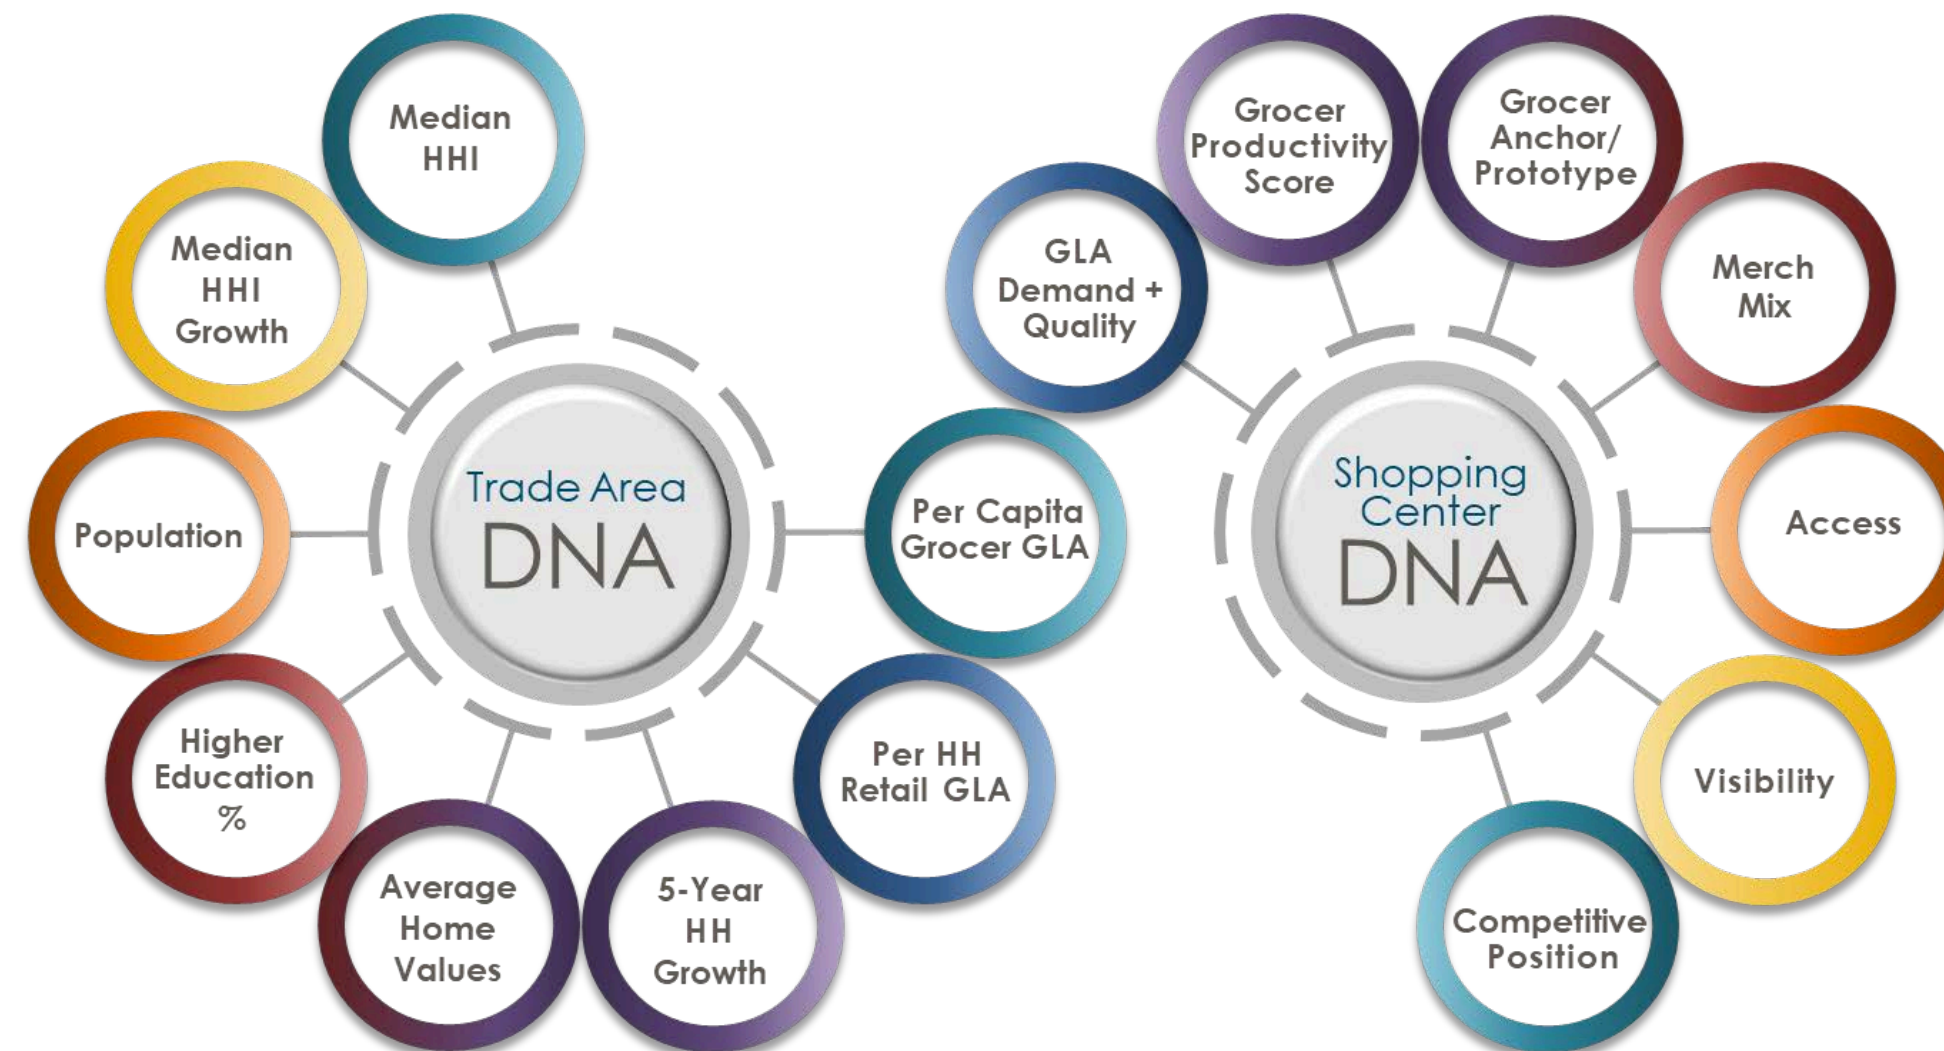 Median
HHI
Median
HHI
Growth
Population
Higher
Education
%
Average
Home
Values
5-Year
HH
Growth
Per HH
Retail GLA
Per Capita
Grocer GLA
Trade Area
DNA
GLA
Demand +
Quality
Grocer
Productivity
Score
Grocer
Anchor/
Prototype
Merch
Mix
Access
Visibility
Competitive
Position
Shopping
Center
DNA